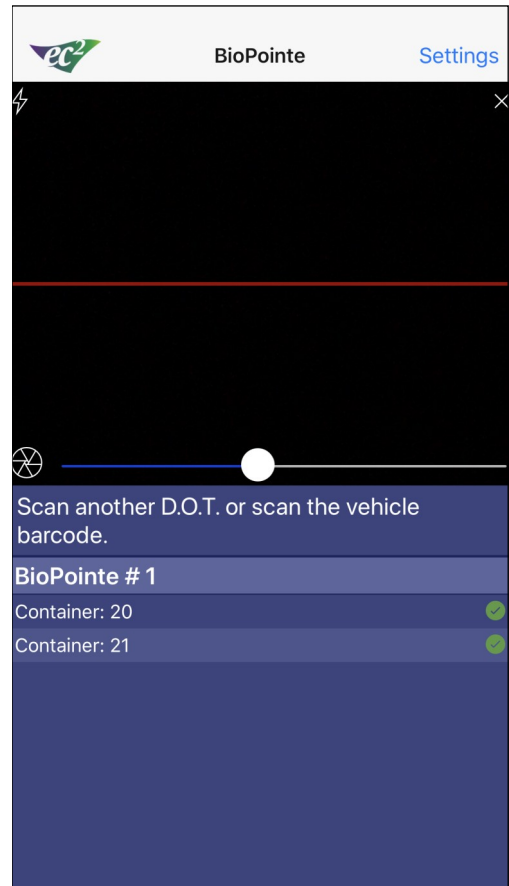 ec2
BioPointe
Settings
Scan another D.O.T. or scan the vehicle
barcode.
BioPointe # 1
Container: 20
Container: 21